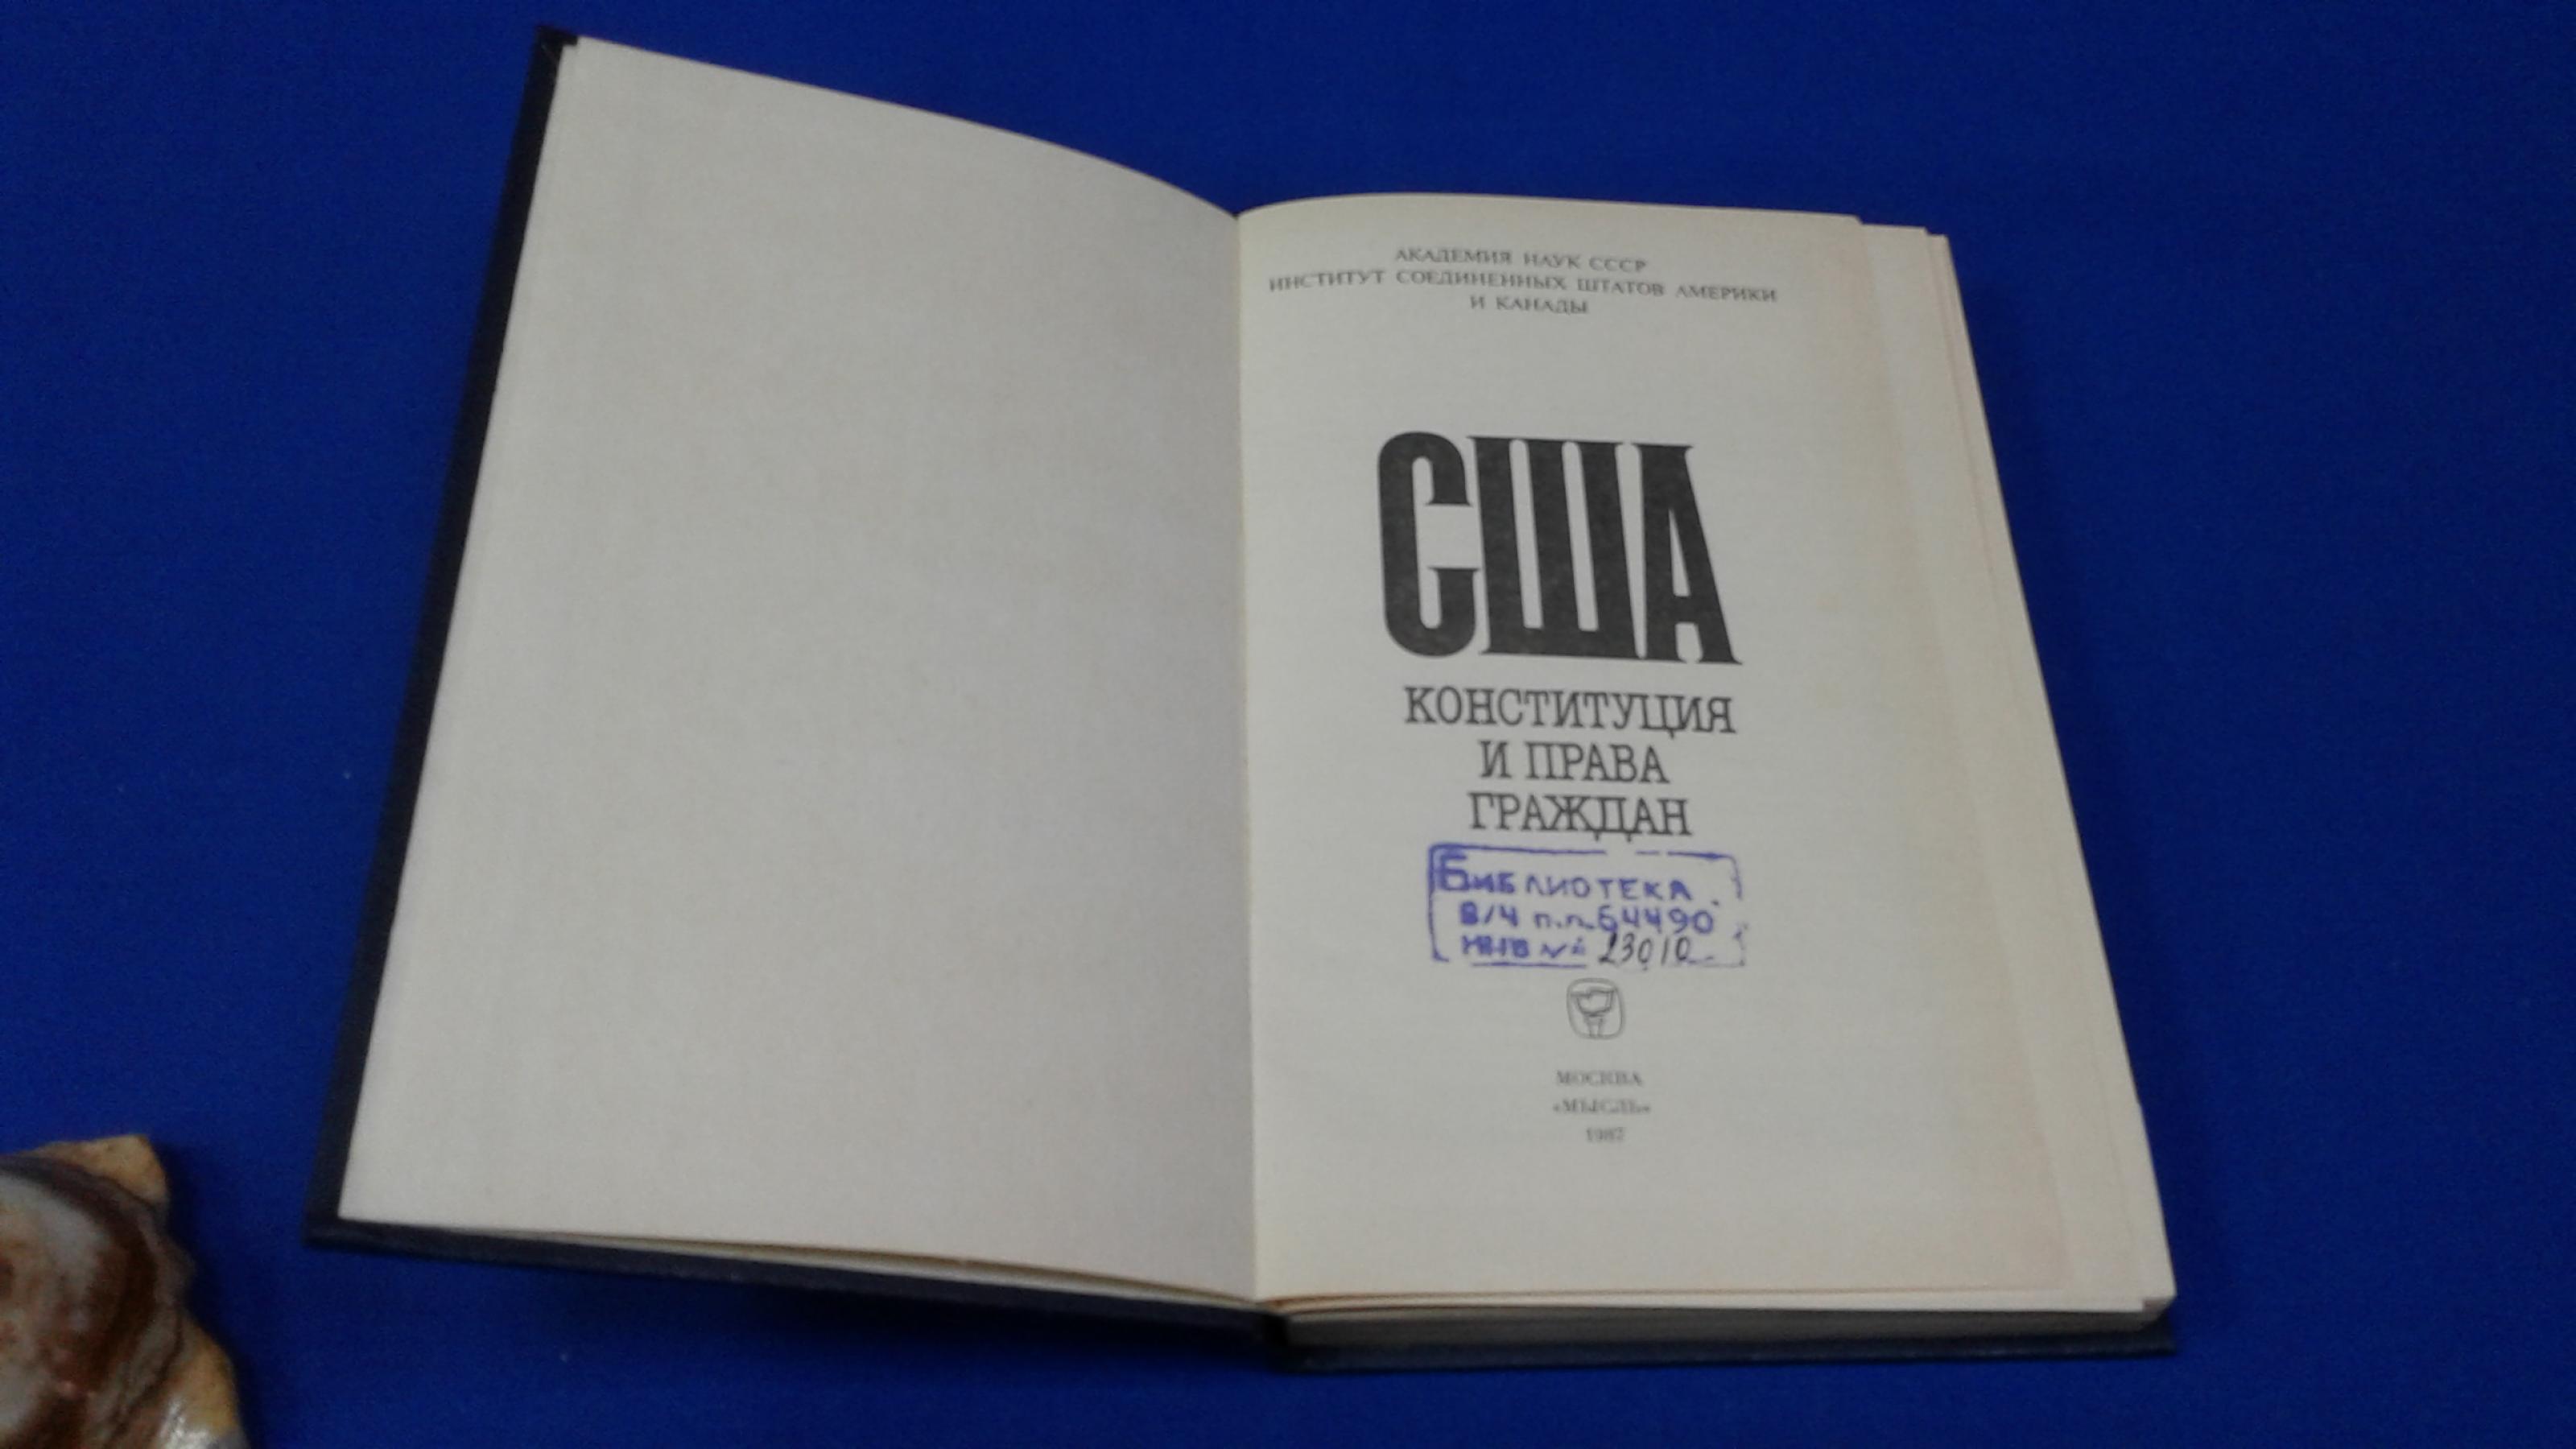 АКАДЕМИЯ НАУК СССР
ИНСТИТУТ СОЕДИНЕННЫХ ШТАТОВ АМЕРИКИ
И КАНАДЫ
США
КОНСТИТУЦИЯ
И ПРАВА
ГРАЖДАН
БИБЛИОТЕКА
В/Ч п.п. 64490
ИНВ № 23010
МОСКВА
«МЫСЛЬ»
1987